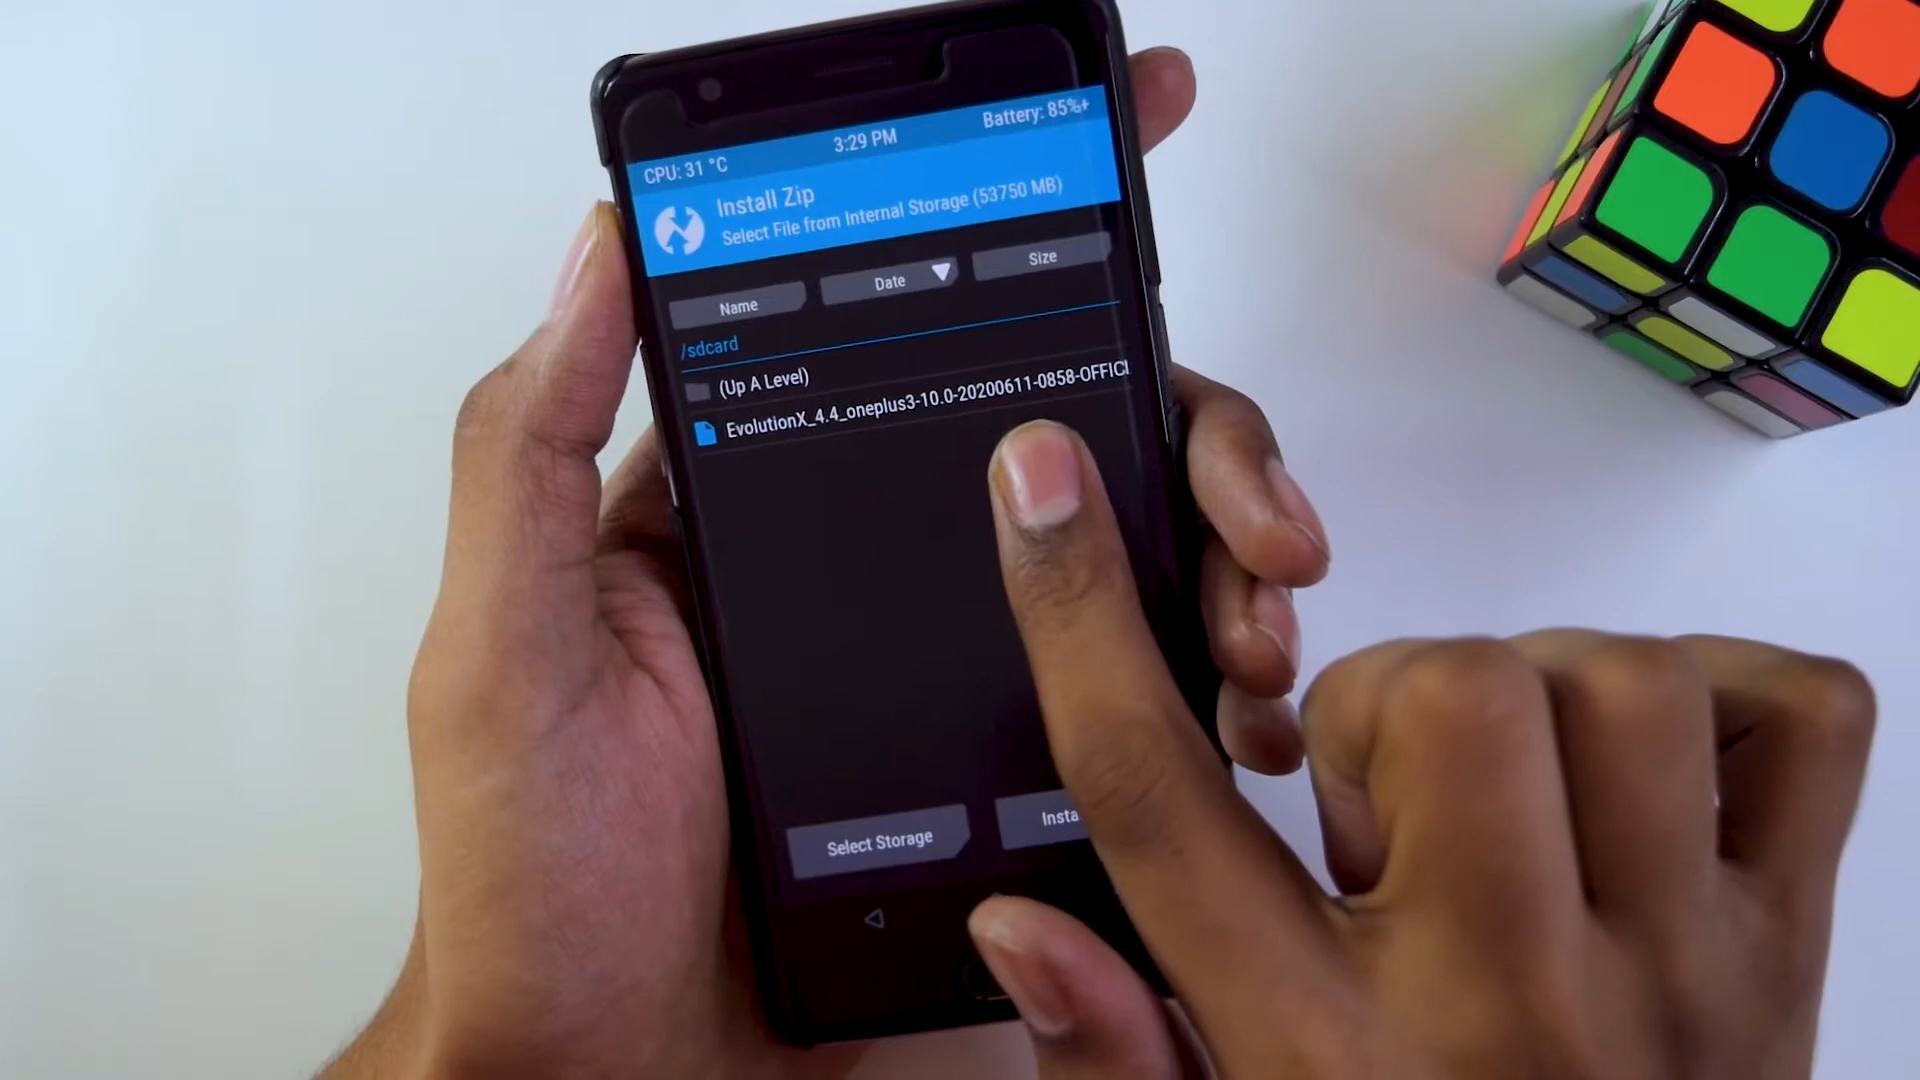 CPU: 31 °C
3:29 PM
Battery: 85%+
Install Zip
Select File from Internal Storage (53750 MB)
Name
Date
Size
/sdcard
(Up A Level)
EvolutionX_4.4_oneplus3-10.0-20200611-0858-OFFICI
Select Storage
Insta